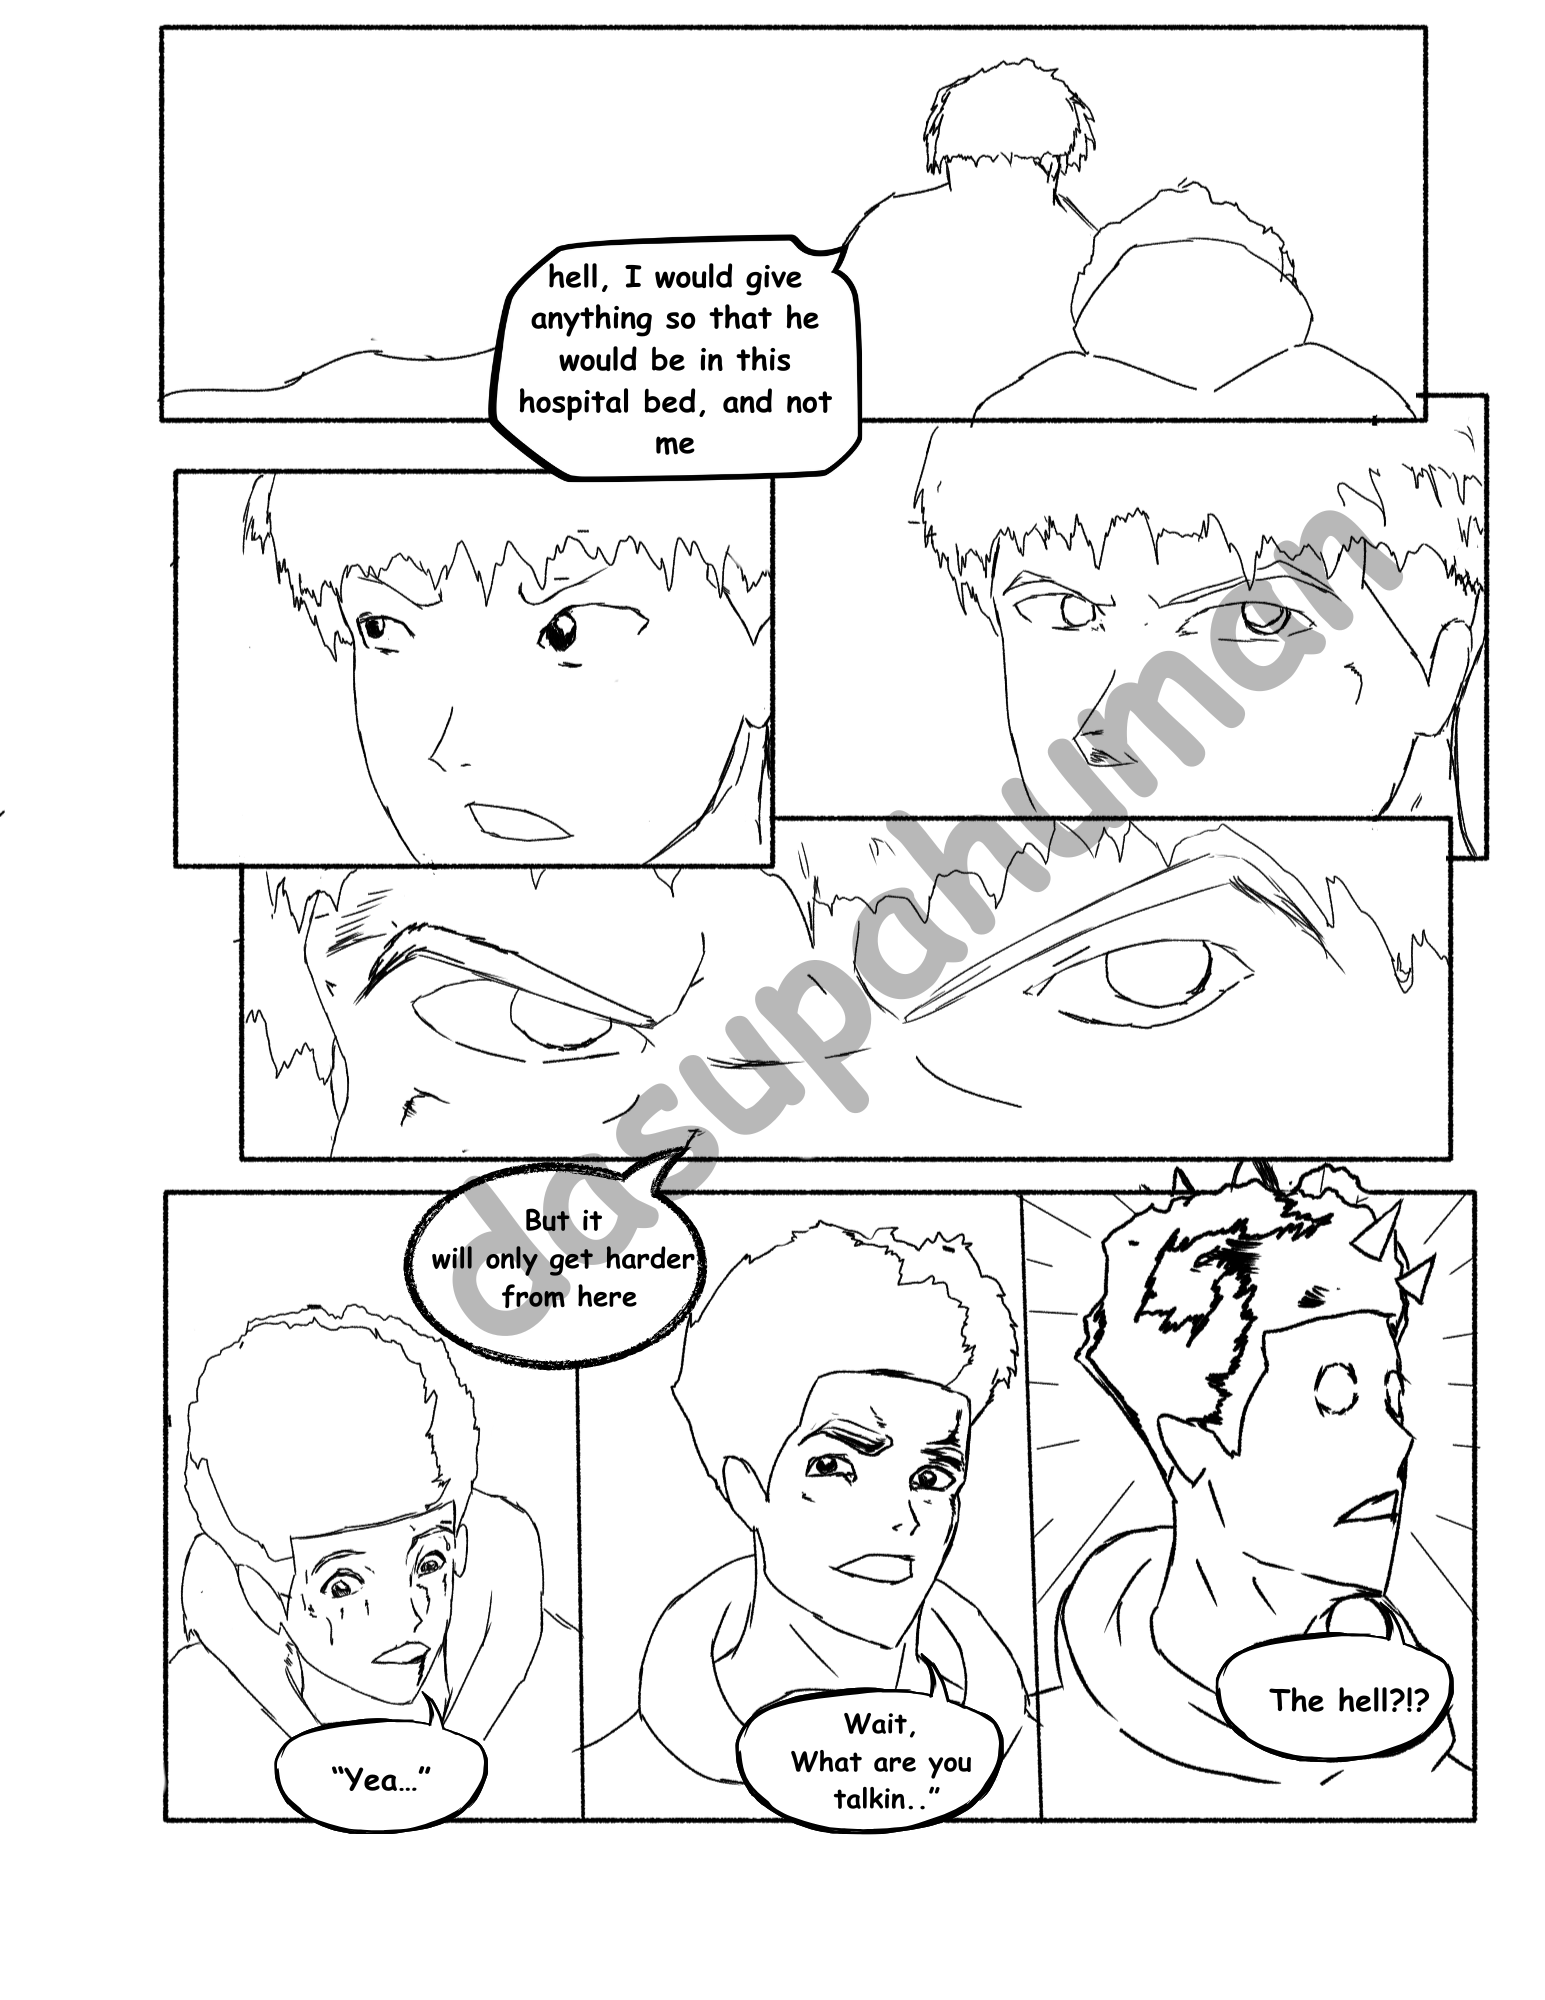 hell, I would give
anything so that he
would be in this
hospital bed, and not
me
But it
will only get harder
from here
“Yea…”
Wait,
What are you
talkin..”
The hell?!?
dasupahuman